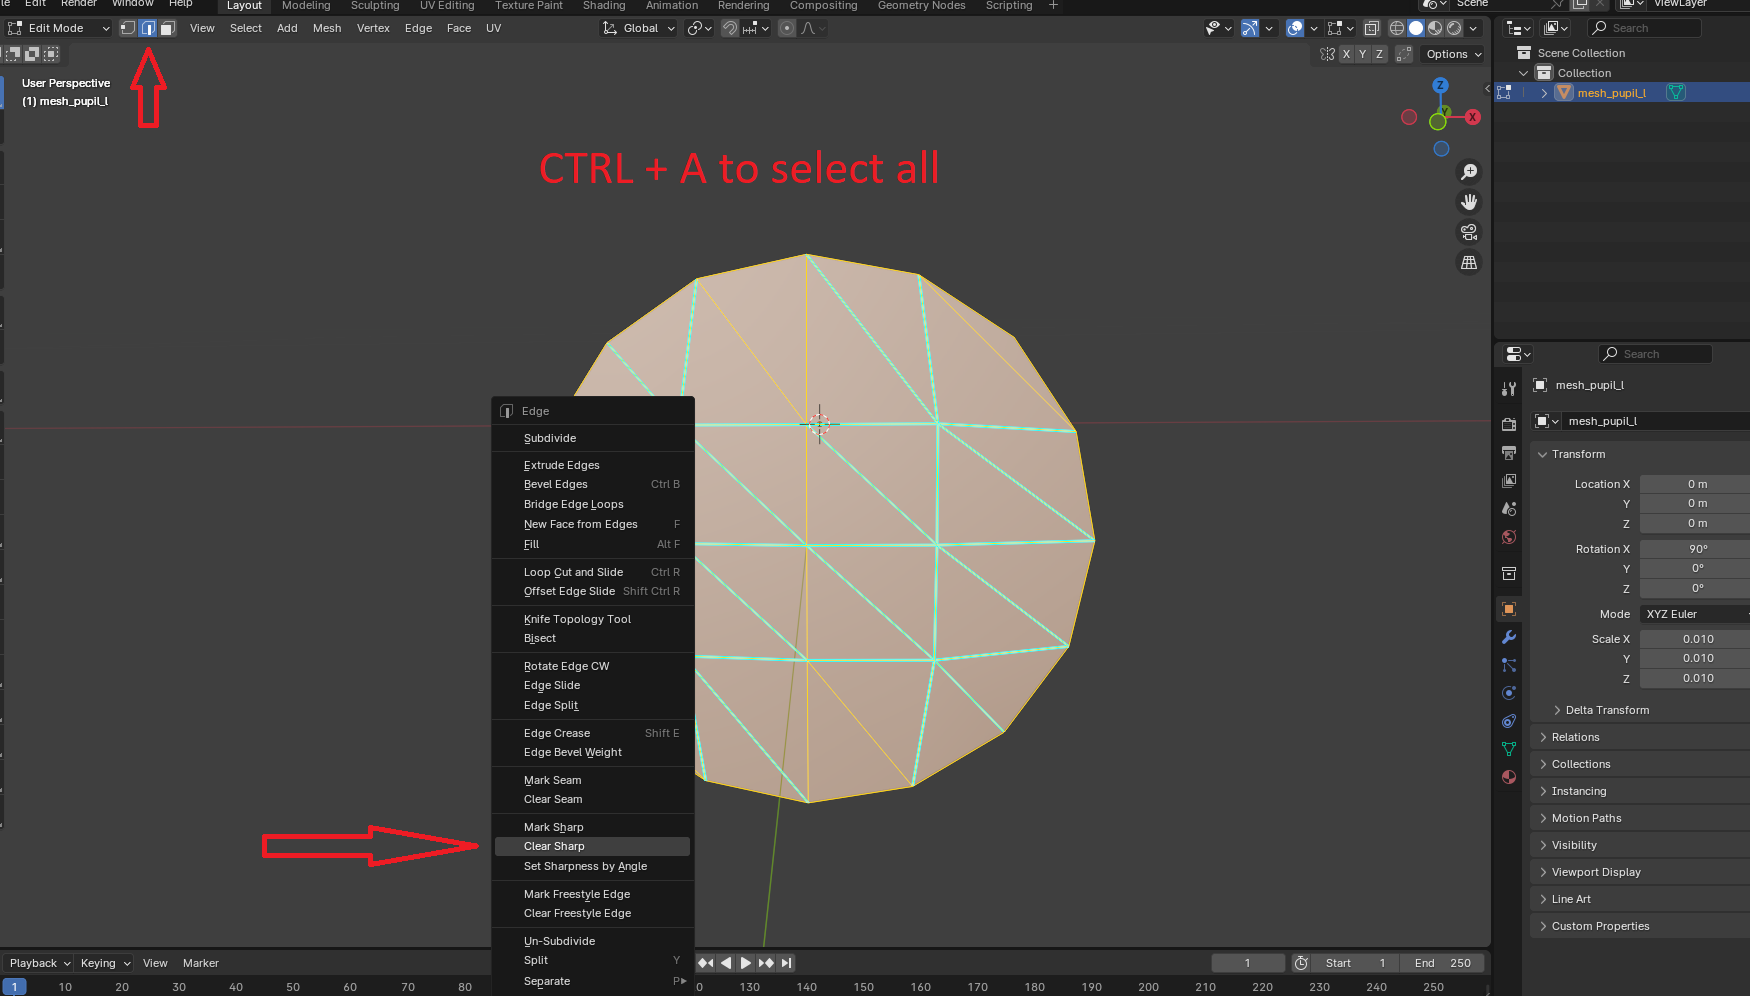 Edit Render Window Help Layout Modeling Sculpting UV Editing Texture Paint Shading Animation Rendering Compositing Geometry Nodes Scripting + Scene ViewLayer
Edit Mode View Select Add Mesh Vertex Edge Face UV Global Search
X Y Z Options
Scene Collection
Collection
mesh_pupil_l
User Perspective
(1) mesh_pupil_l
Z
Y
X
CTRL + A to select all
Edge
Subdivide
Extrude Edges
Bevel Edges Ctrl B
Bridge Edge Loops
New Face from Edges F
Fill Alt F
Loop Cut and Slide Ctrl R
Offset Edge Slide Shift Ctrl R
Knife Topology Tool
Bisect
Rotate Edge CW
Edge Slide
Edge Split
Edge Crease Shift E
Edge Bevel Weight
Mark Seam
Clear Seam
Mark Sharp
Clear Sharp
Set Sharpness by Angle
Mark Freestyle Edge
Clear Freestyle Edge
Un-Subdivide
Split Y
Separate P
Search
mesh_pupil_l
mesh_pupil_l
Transform
Location X 0 m
Y 0 m
Z 0 m
Rotation X 90°
Y 0°
Z 0°
Mode XYZ Euler
Scale X 0.010
Y 0.010
Z 0.010
Delta Transform
Relations
Collections
Instancing
Motion Paths
Visibility
Viewport Display
Line Art
Custom Properties
Playback Keying View Marker 1 Start 1 End 250
1 10 20 30 40 50 60 70 80 0 130 140 150 160 170 180 190 200 210 220 230 240 250